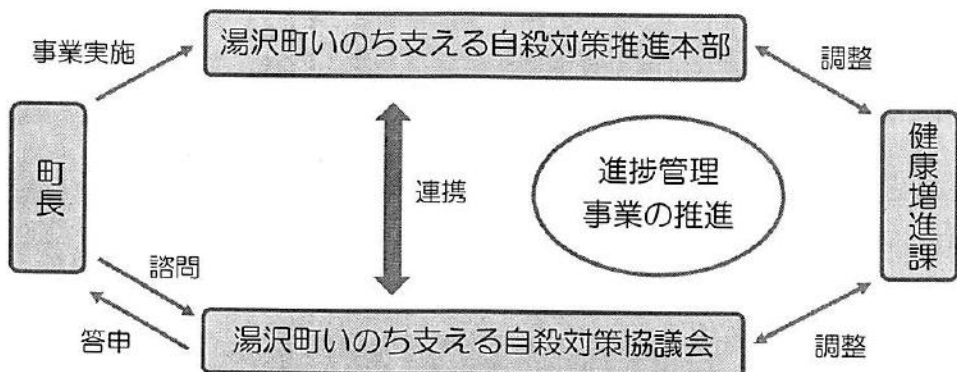 湯沢町いのち支える自殺対策推進本部
事業実施
調整
町長
連携
進捗管理
事業の推進
健康増進課
諮問
答申
湯沢町いのち支える自殺対策協議会
調整